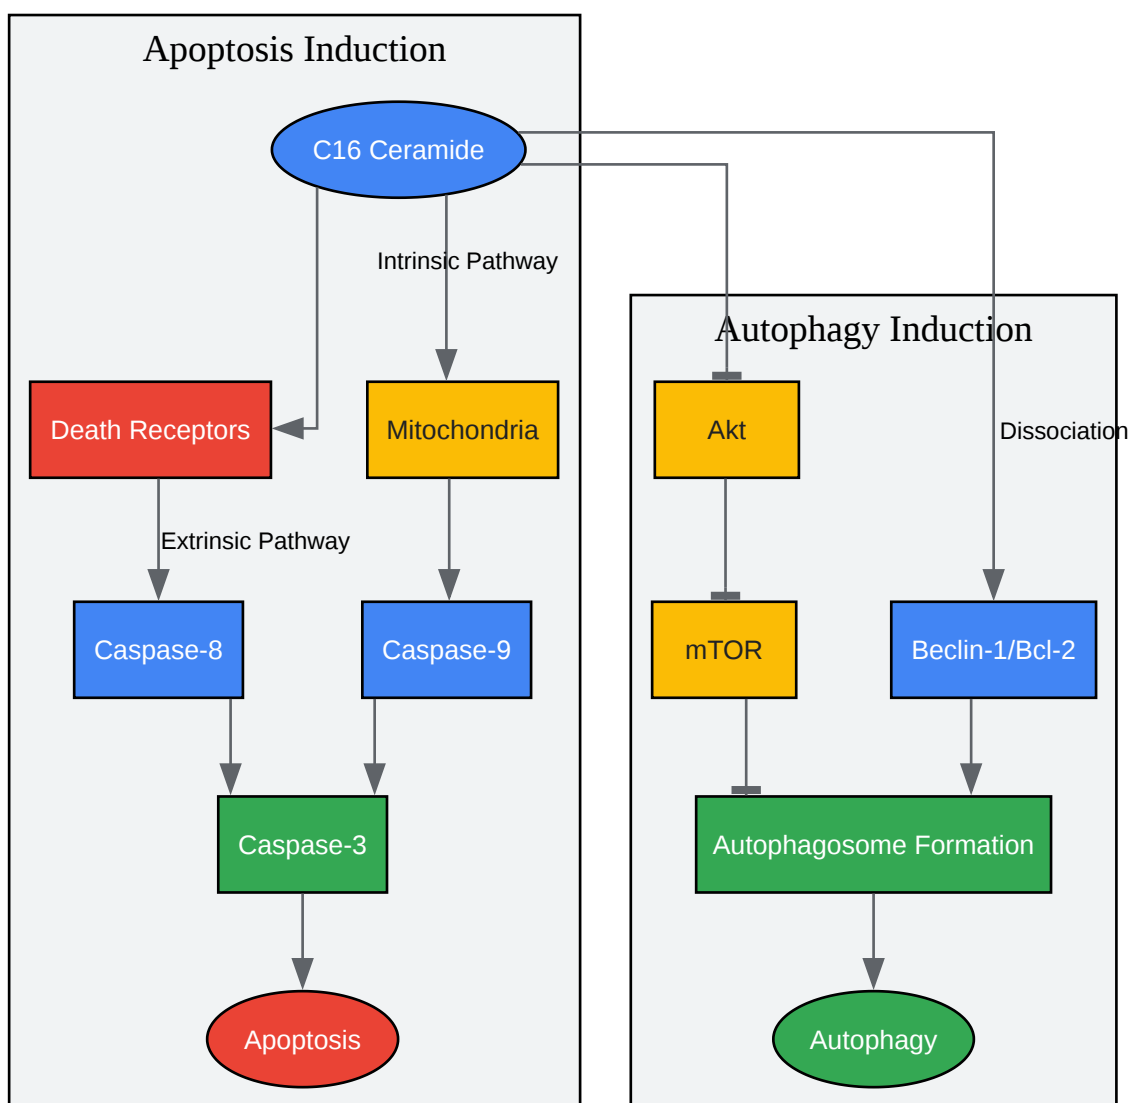 Apoptosis Induction
C16 Ceramide
Intrinsic Pathway
Autophagy Induction
Death Receptors
Mitochondria
Akt
Dissociation
Extrinsic Pathway
Caspase-8
Caspase-9
mTOR
Beclin-1/Bcl-2
Caspase-3
Autophagosome Formation
Apoptosis
Autophagy